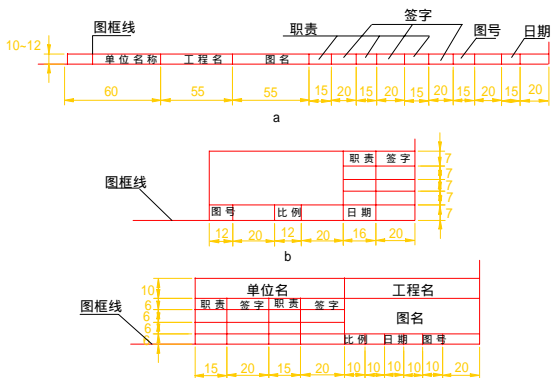 签字
图框线 职责 图号 日期
10~12
单位名称 工程名 图名
60 55 55 15 20 15 20 15 20 15 20 15 20
a
职责 签字 7
7
图框线 7
7
图号 比例 日期 7
12 20 12 20 16 20
b
10 单位名 工程名
图框线 6 职责 签字 职责 签字
6 图名
6
比例 日期 图号
15 20 15 20 10 10 10 10 10 20